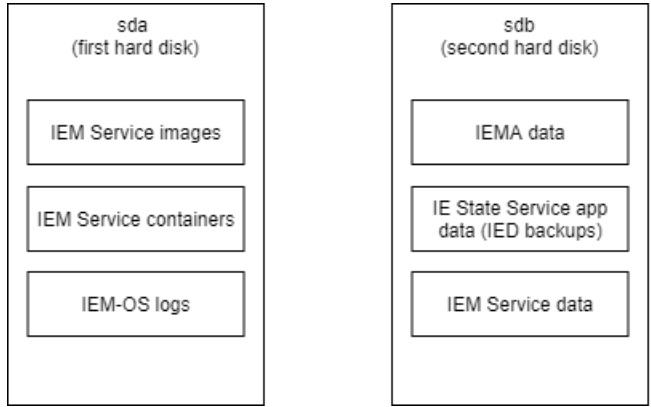 sda
(first hard disk)
IEM Service images
IEM Service containers
IEM-OS logs
sdb
(second hard disk)
IEMA data
IE State Service app
data (IED backups)
IEM Service data